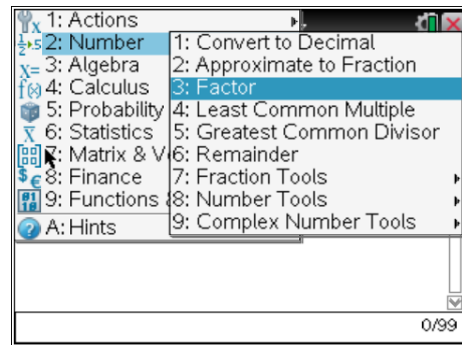 1: Actions
2: Number
3: Algebra
4: Calculus
5: Probability
6: Statistics
7: Matrix & V
8: Finance
9: Functions &
A: Hints
1: Convert to Decimal
2: Approximate to Fraction
3: Factor
4: Least Common Multiple
5: Greatest Common Divisor
6: Remainder
7: Fraction Tools
8: Number Tools
9: Complex Number Tools
0/99